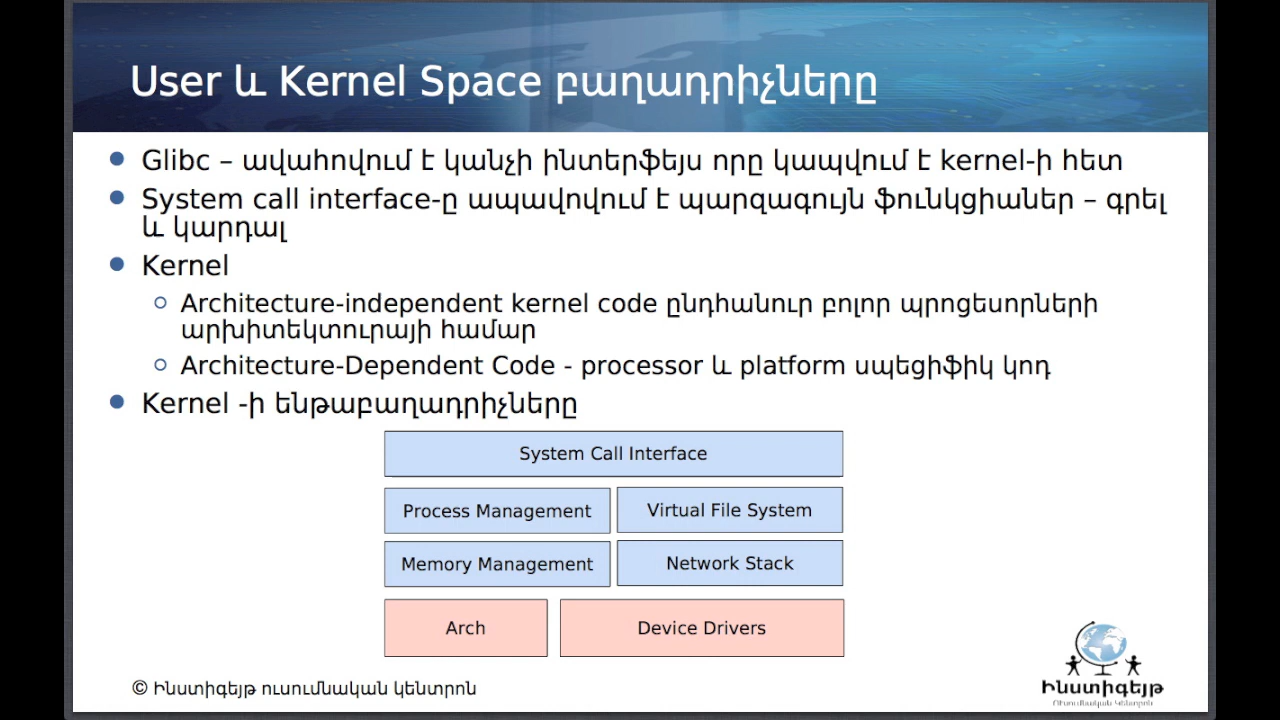 User և Kernel Space բաղադրիչները
Glibc – ավահովում է կանչի ինտերֆեյս որը կապվում է kernel-ի հետ
System call interface-ը ապավովում է պարզագույն ֆունկցիաներ – գրել
և կարդալ
Kernel
Architecture-independent kernel code ընդհանուր բոլոր պրոցեսորների
արխիտեկտուրայի համար
Architecture-Dependent Code - processor և platform սպեցիֆիկ կոդ
Kernel -ի ենթաբաղադրիչները
System Call Interface
Process Management
Virtual File System
Memory Management
Network Stack
Arch
Device Drivers
© Ինստիգեյթ ուսումնական կենտրոն
Ինստիգեյթ
Ուսումնական Կենտրոն